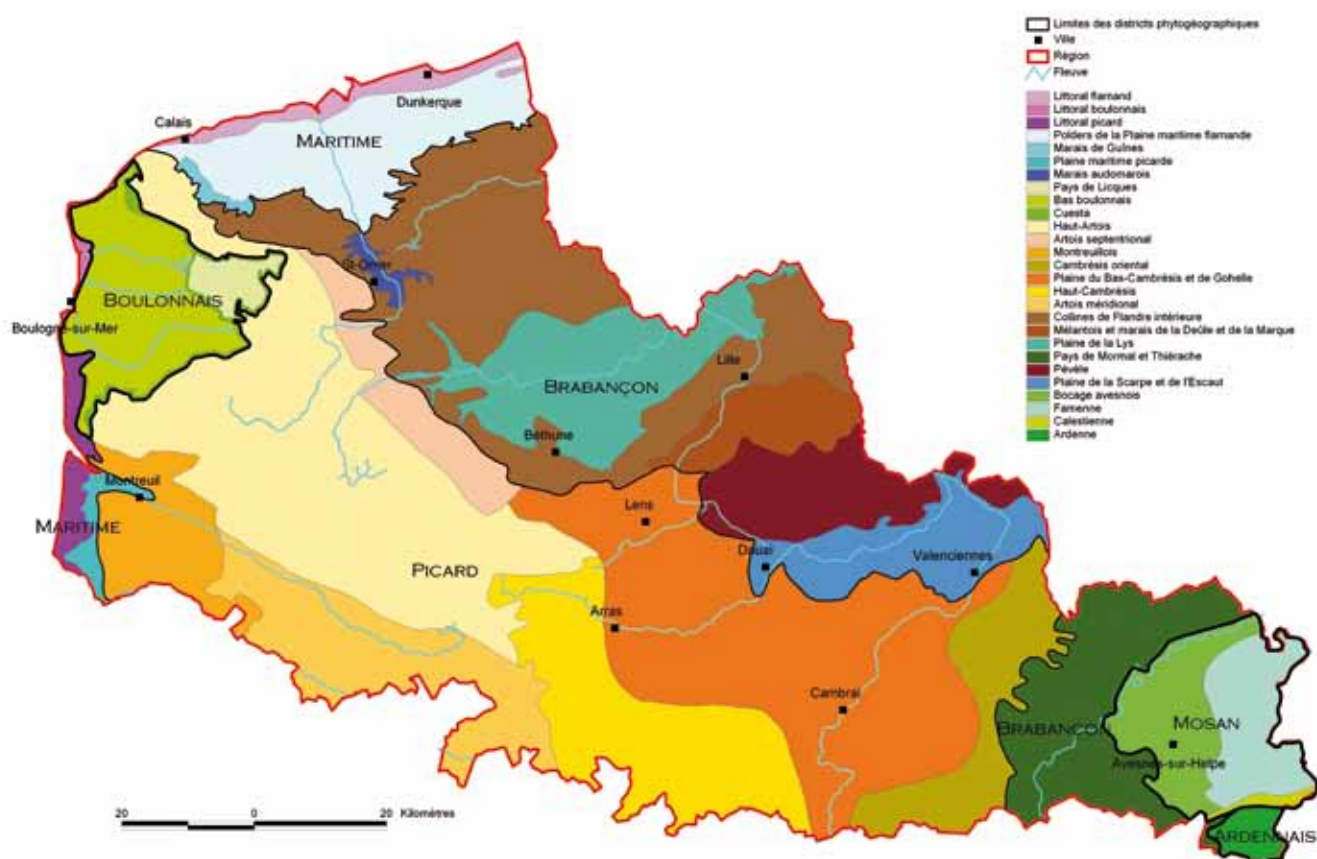 Limites des districts phytogéographiques
Ville
Région
Fleuve
Littoral flamand
Littoral boulonnais
Littoral picard
Polders de la Plaine maritime flamande
Marais de Guînes
Plaine maritime picarde
Marais audomarois
Pays de Licques
Bas boulonnais
Cuesta
Haut-Artois
Artois septentrional
Montreuillois
Cambrésis oriental
Plaine du Bas-Cambrésis et de Gohelle
Haut-Cambrésis
Artois méridional
Collines de Flandre intérieure
Mélantois et marais de la Deûle et de la Marque
Plaine de la Lys
Pays de Mormal et Thiérache
Pévèle
Plaine de la Scarpe et de l'Escaut
Bocage avesnois
Famenne
Calestienne
Ardenne
Dunkerque
Calais
MARITIME
St-Omer
BOULONNAIS
Boulogne-sur-Mer
Lille
BRABANÇON
Béthune
Montreuil
Lens
MARITIME
Douai
Valenciennes
PICARD
Arras
Cambrai
BRABANÇON
MOSAN
Avesnes-sur-Helpe
20 0 20 Kilomètres
ARDENNAIS